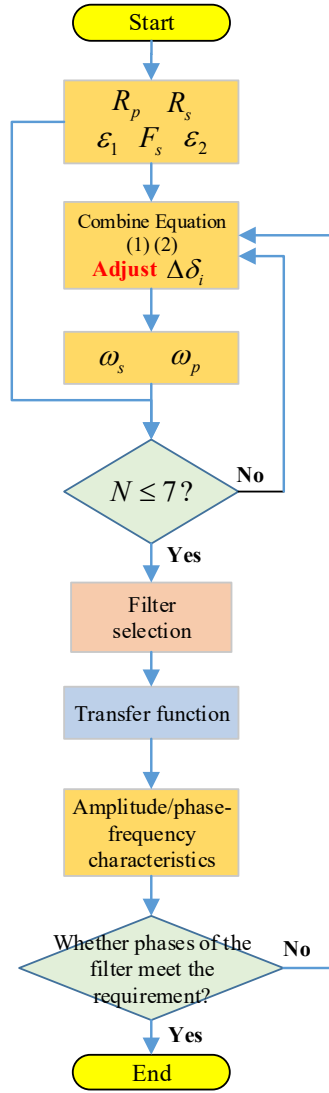 Start
R_p R_s
ε_1 F_s ε_2
Combine Equation
(1) (2)
Adjust Δδ_i
ω_s ω_p
N ≤ 7 ?
No
Yes
Filter
selection
Transfer function
Amplitude/phase-
frequency
characteristics
Whether phases of the
filter meet the
requirement?
No
Yes
End